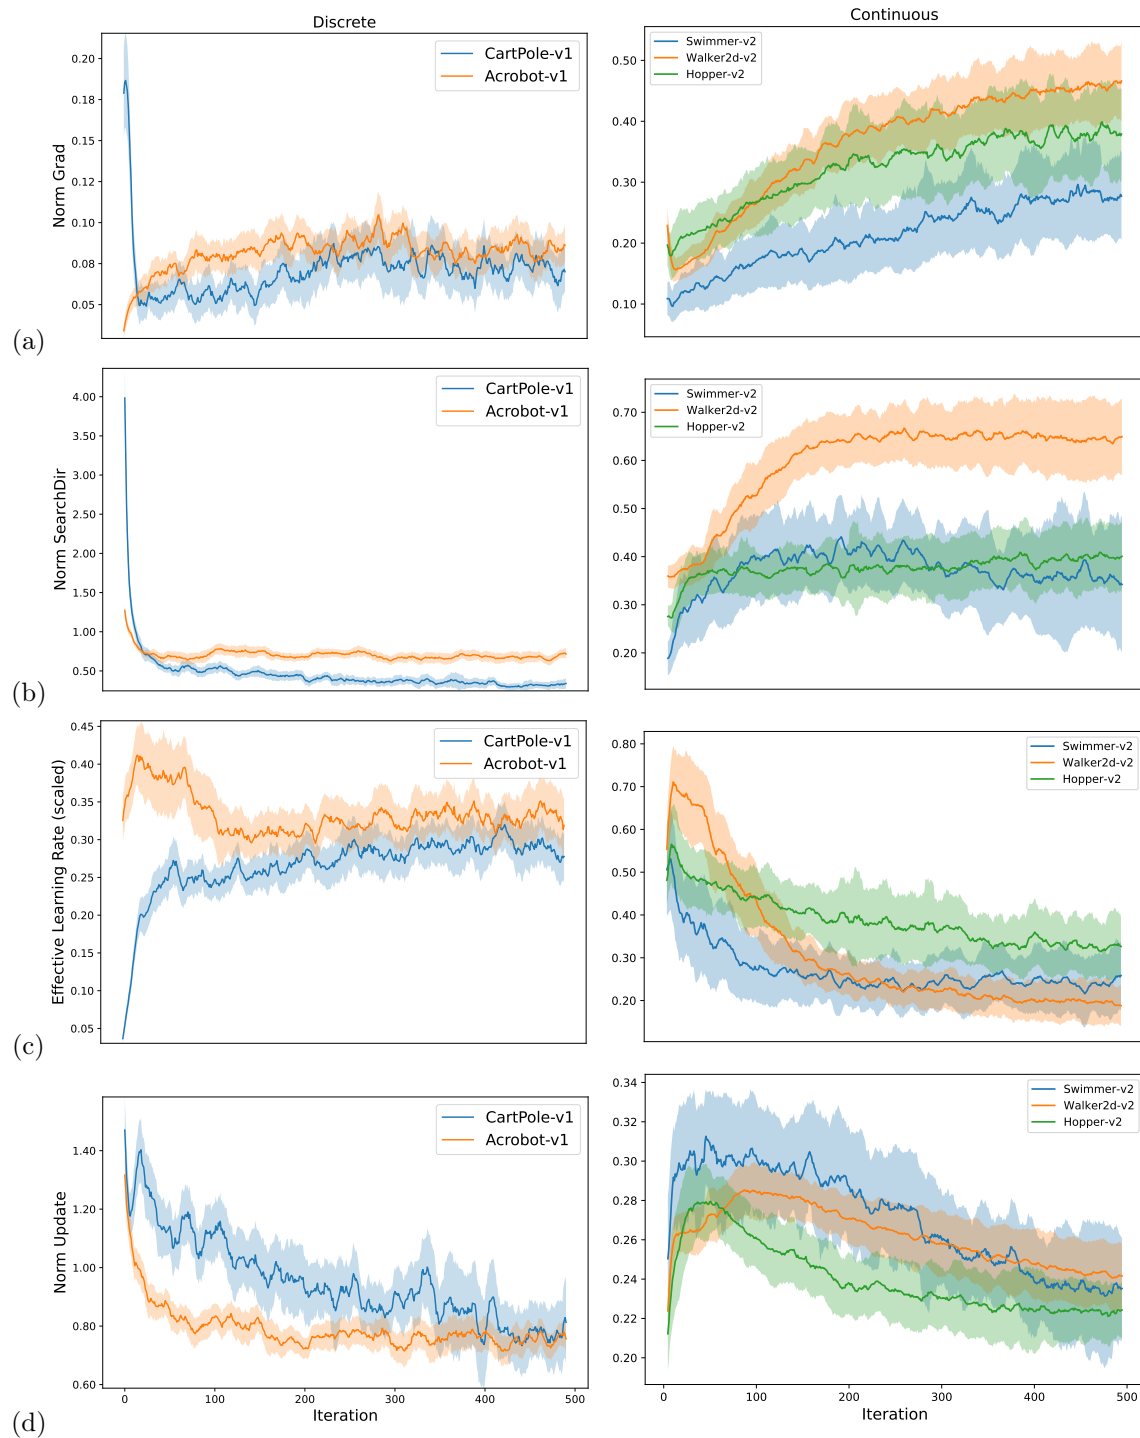 Discrete
Continuous
CartPole-v1
Acrobot-v1
Swimmer-v2
Walker2d-v2
Hopper-v2
0.20
0.18
0.15
0.12
0.10
0.08
0.05
Norm Grad
0.50
0.40
0.30
0.20
0.10
(a)
CartPole-v1
Acrobot-v1
Swimmer-v2
Walker2d-v2
Hopper-v2
4.00
3.50
4.00
2.50
2.00
1.50
1.00
0.50
Norm SearchDir
0.70
0.60
0.50
0.40
0.30
0.20
(b)
CartPole-v1
Acrobot-v1
Swimmer-v2
Walker2d-v2
Hopper-v2
0.45
0.40
0.35
0.30
0.25
0.20
0.15
0.10
0.05
Effective Learning Rate (scaled)
0.80
0.70
0.60
0.50
0.40
0.30
0.20
(c)
CartPole-v1
Acrobot-v1
Swimmer-v2
Walker2d-v2
Hopper-v2
1.40
1.20
1.00
0.80
0.60
Norm Update
0.34
0.32
0.30
0.28
0.26
0.24
0.22
0.20
0 100 200 300 400 500
Iteration
0 100 200 300 400 500
Iteration
(d)